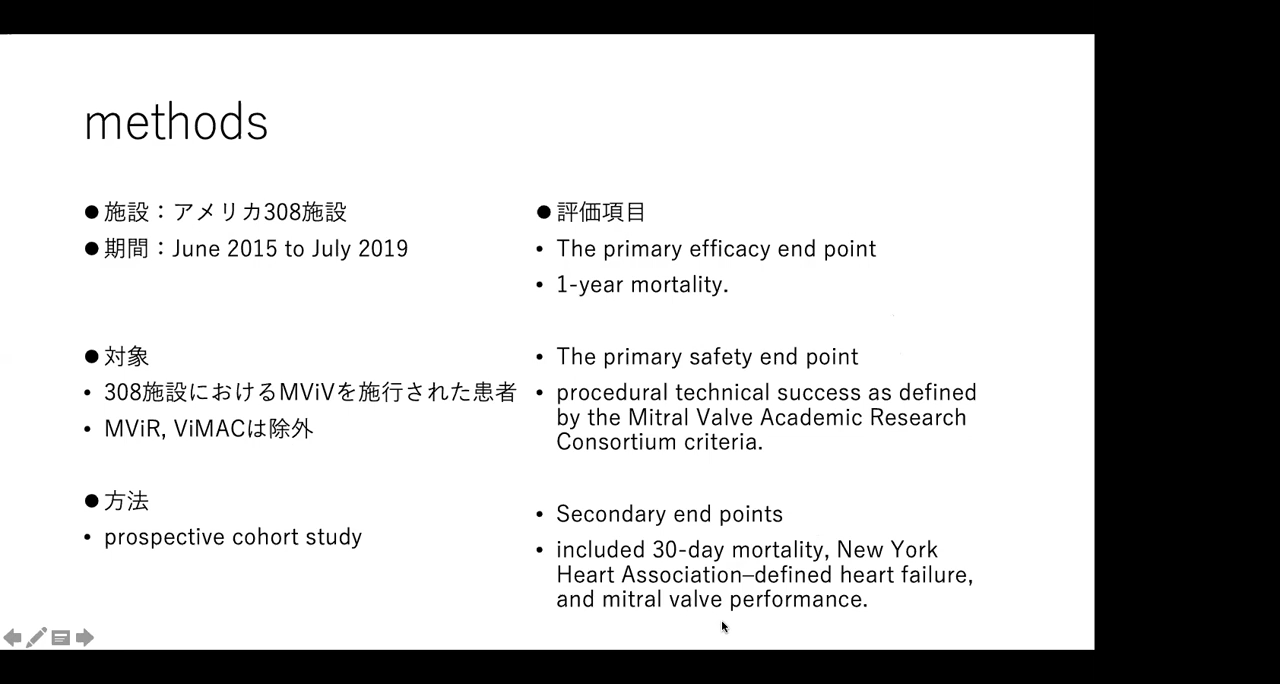 methods
●施設：アメリカ308施設
●期間：June 2015 to July 2019
●対象
• 308施設におけるMViVを施行された患者
• MViR, ViMACは除外
●方法
• prospective cohort study
●評価項目
• The primary efficacy end point
• 1-year mortality.
• The primary safety end point
• procedural technical success as defined
by the Mitral Valve Academic Research
Consortium criteria.
• Secondary end points
• included 30-day mortality, New York
Heart Association–defined heart failure,
and mitral valve performance.